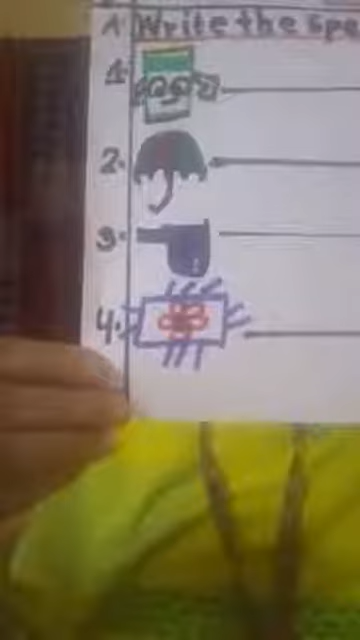 A Write the Spe
1.
2.
3.
4.